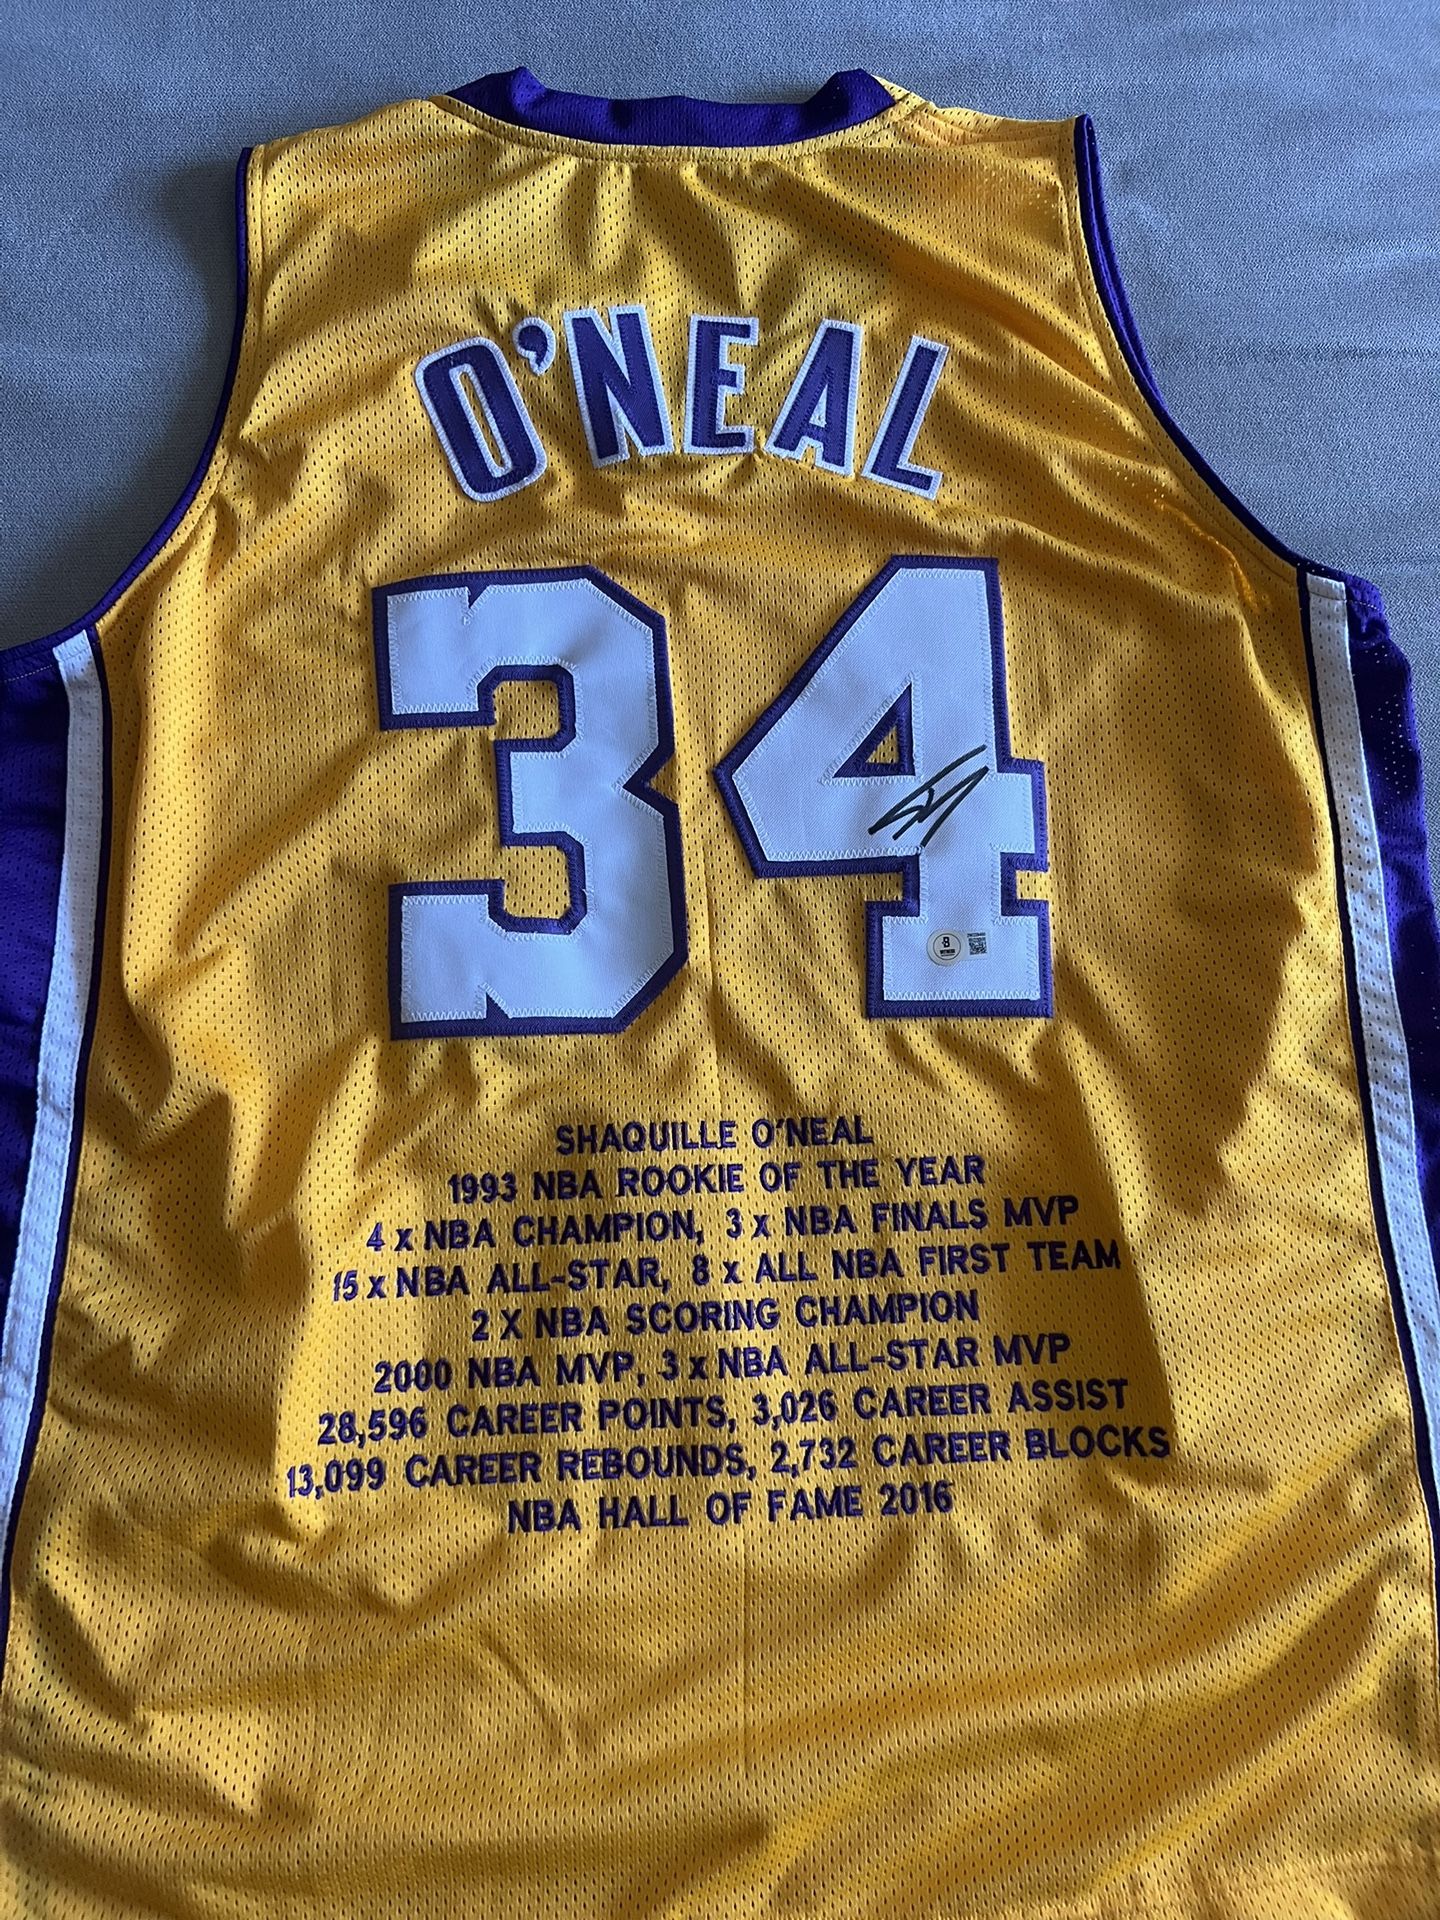 O'NEAL
34
8
WITNESS
SHAQUILLE O'NEAL
1993 NBA ROOKIE OF THE YEAR
4 x NBA CHAMPION, 3 x NBA FINALS MVP
15 x NBA ALL-STAR, 8 x ALL NBA FIRST TEAM
2 X NBA SCORING CHAMPION
2000 NBA MVP, 3 x NBA ALL-STAR MVP
28,596 CAREER POINTS, 3,026 CAREER ASSIST
13,099 CAREER REBOUNDS, 2,732 CAREER BLOCKS
NBA HALL OF FAME 2016